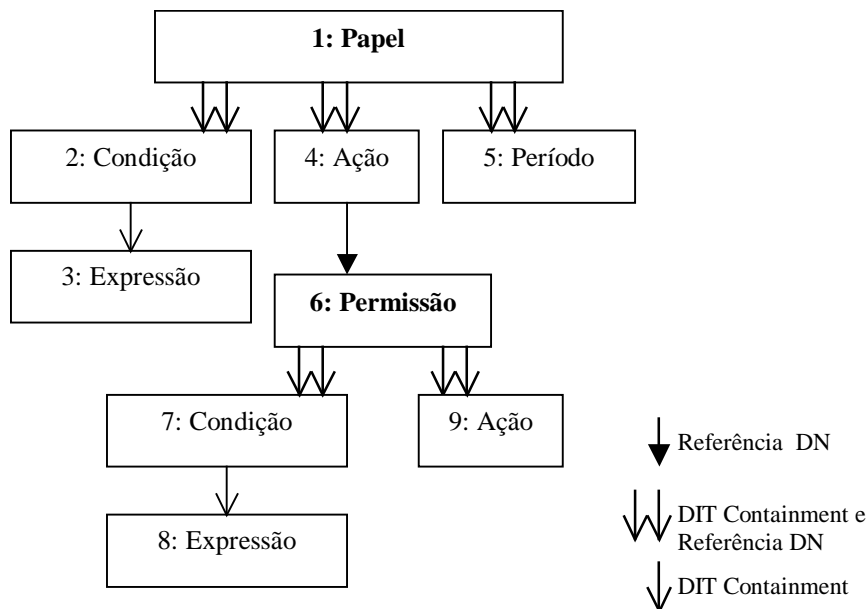 1: Papel
2: Condição
4: Ação
5: Período
3: Expressão
6: Permissão
7: Condição
9: Ação
8: Expressão
Referência DN
DIT Containment e
Referência DN
DIT Containment